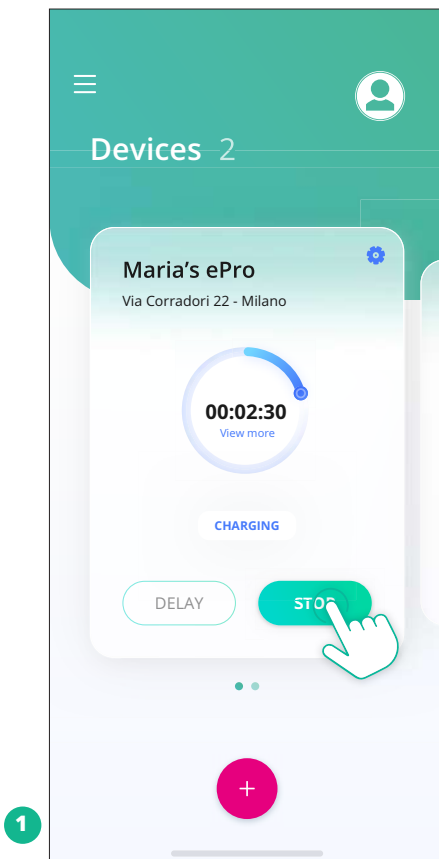 Devices 2
Maria's ePro
Via Corradori 22 - Milano
00:02:30
View more
CHARGING
DELAY
STOP
1